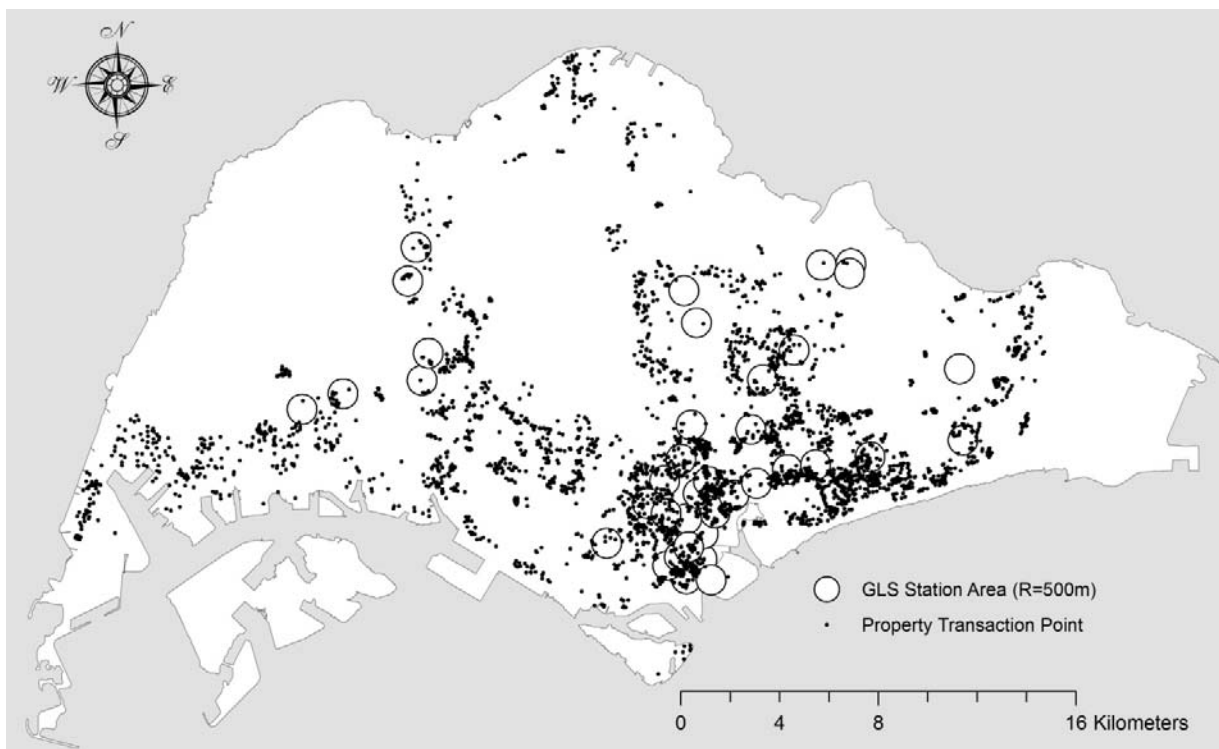 N
W E
S
GLS Station Area (R=500m)
Property Transaction Point
0 4 8 16 Kilometers